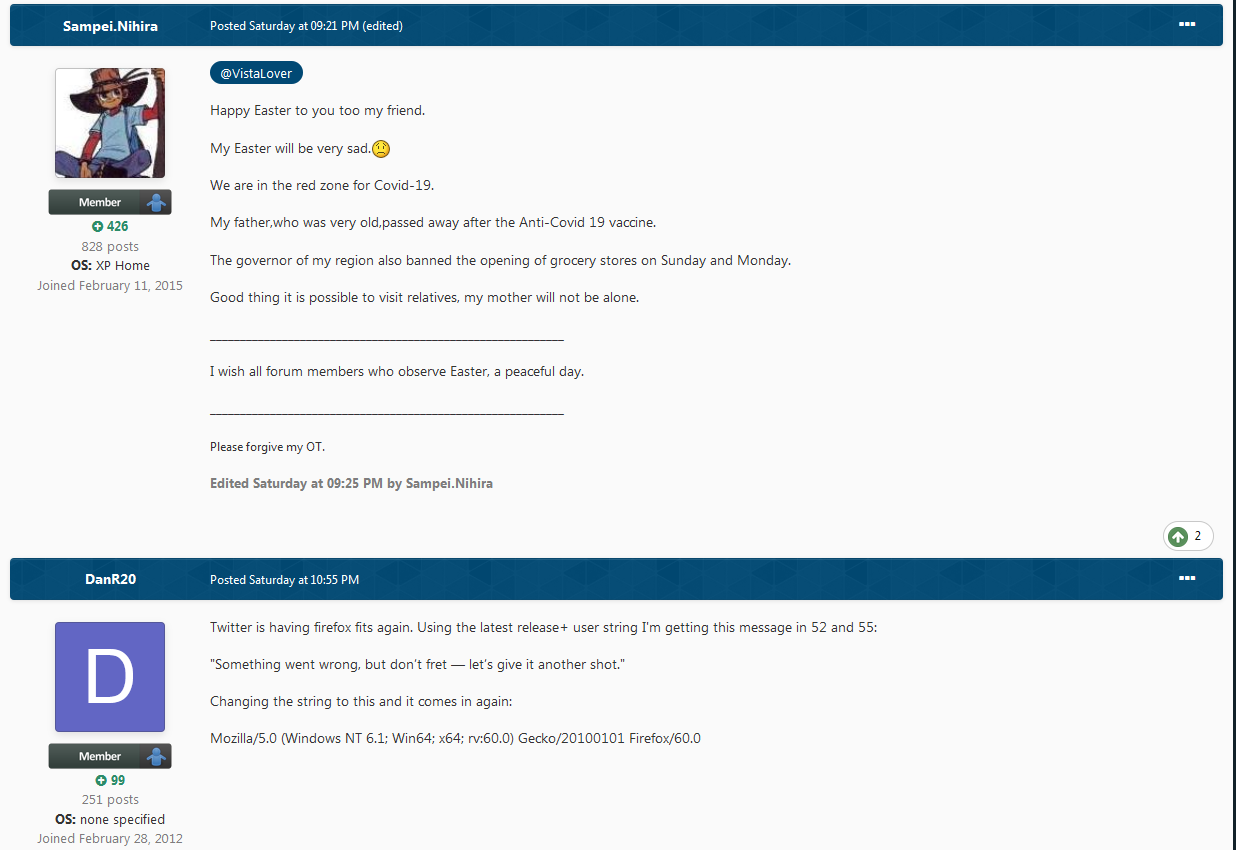 Sampei.Nihira
Posted Saturday at 09:21 PM (edited)
@VistaLover
Happy Easter to you too my friend.
My Easter will be very sad.
We are in the red zone for Covid-19.
My father,who was very old,passed away after the Anti-Covid 19 vaccine.
The governor of my region also banned the opening of grocery stores on Sunday and Monday.
Good thing it is possible to visit relatives, my mother will not be alone.
I wish all forum members who observe Easter, a peaceful day.
Please forgive my OT.
Edited Saturday at 09:25 PM by Sampei.Nihira
Member
426
828 posts
OS: XP Home
Joined February 11, 2015
2
DanR20
Posted Saturday at 10:55 PM
D
Member
99
251 posts
OS: none specified
Joined February 28, 2012
Twitter is having firefox fits again. Using the latest release+ user string I'm getting this message in 52 and 55:
"Something went wrong, but don’t fret — let’s give it another shot."
Changing the string to this and it comes in again:
Mozilla/5.0 (Windows NT 6.1; Win64; x64; rv:60.0) Gecko/20100101 Firefox/60.0